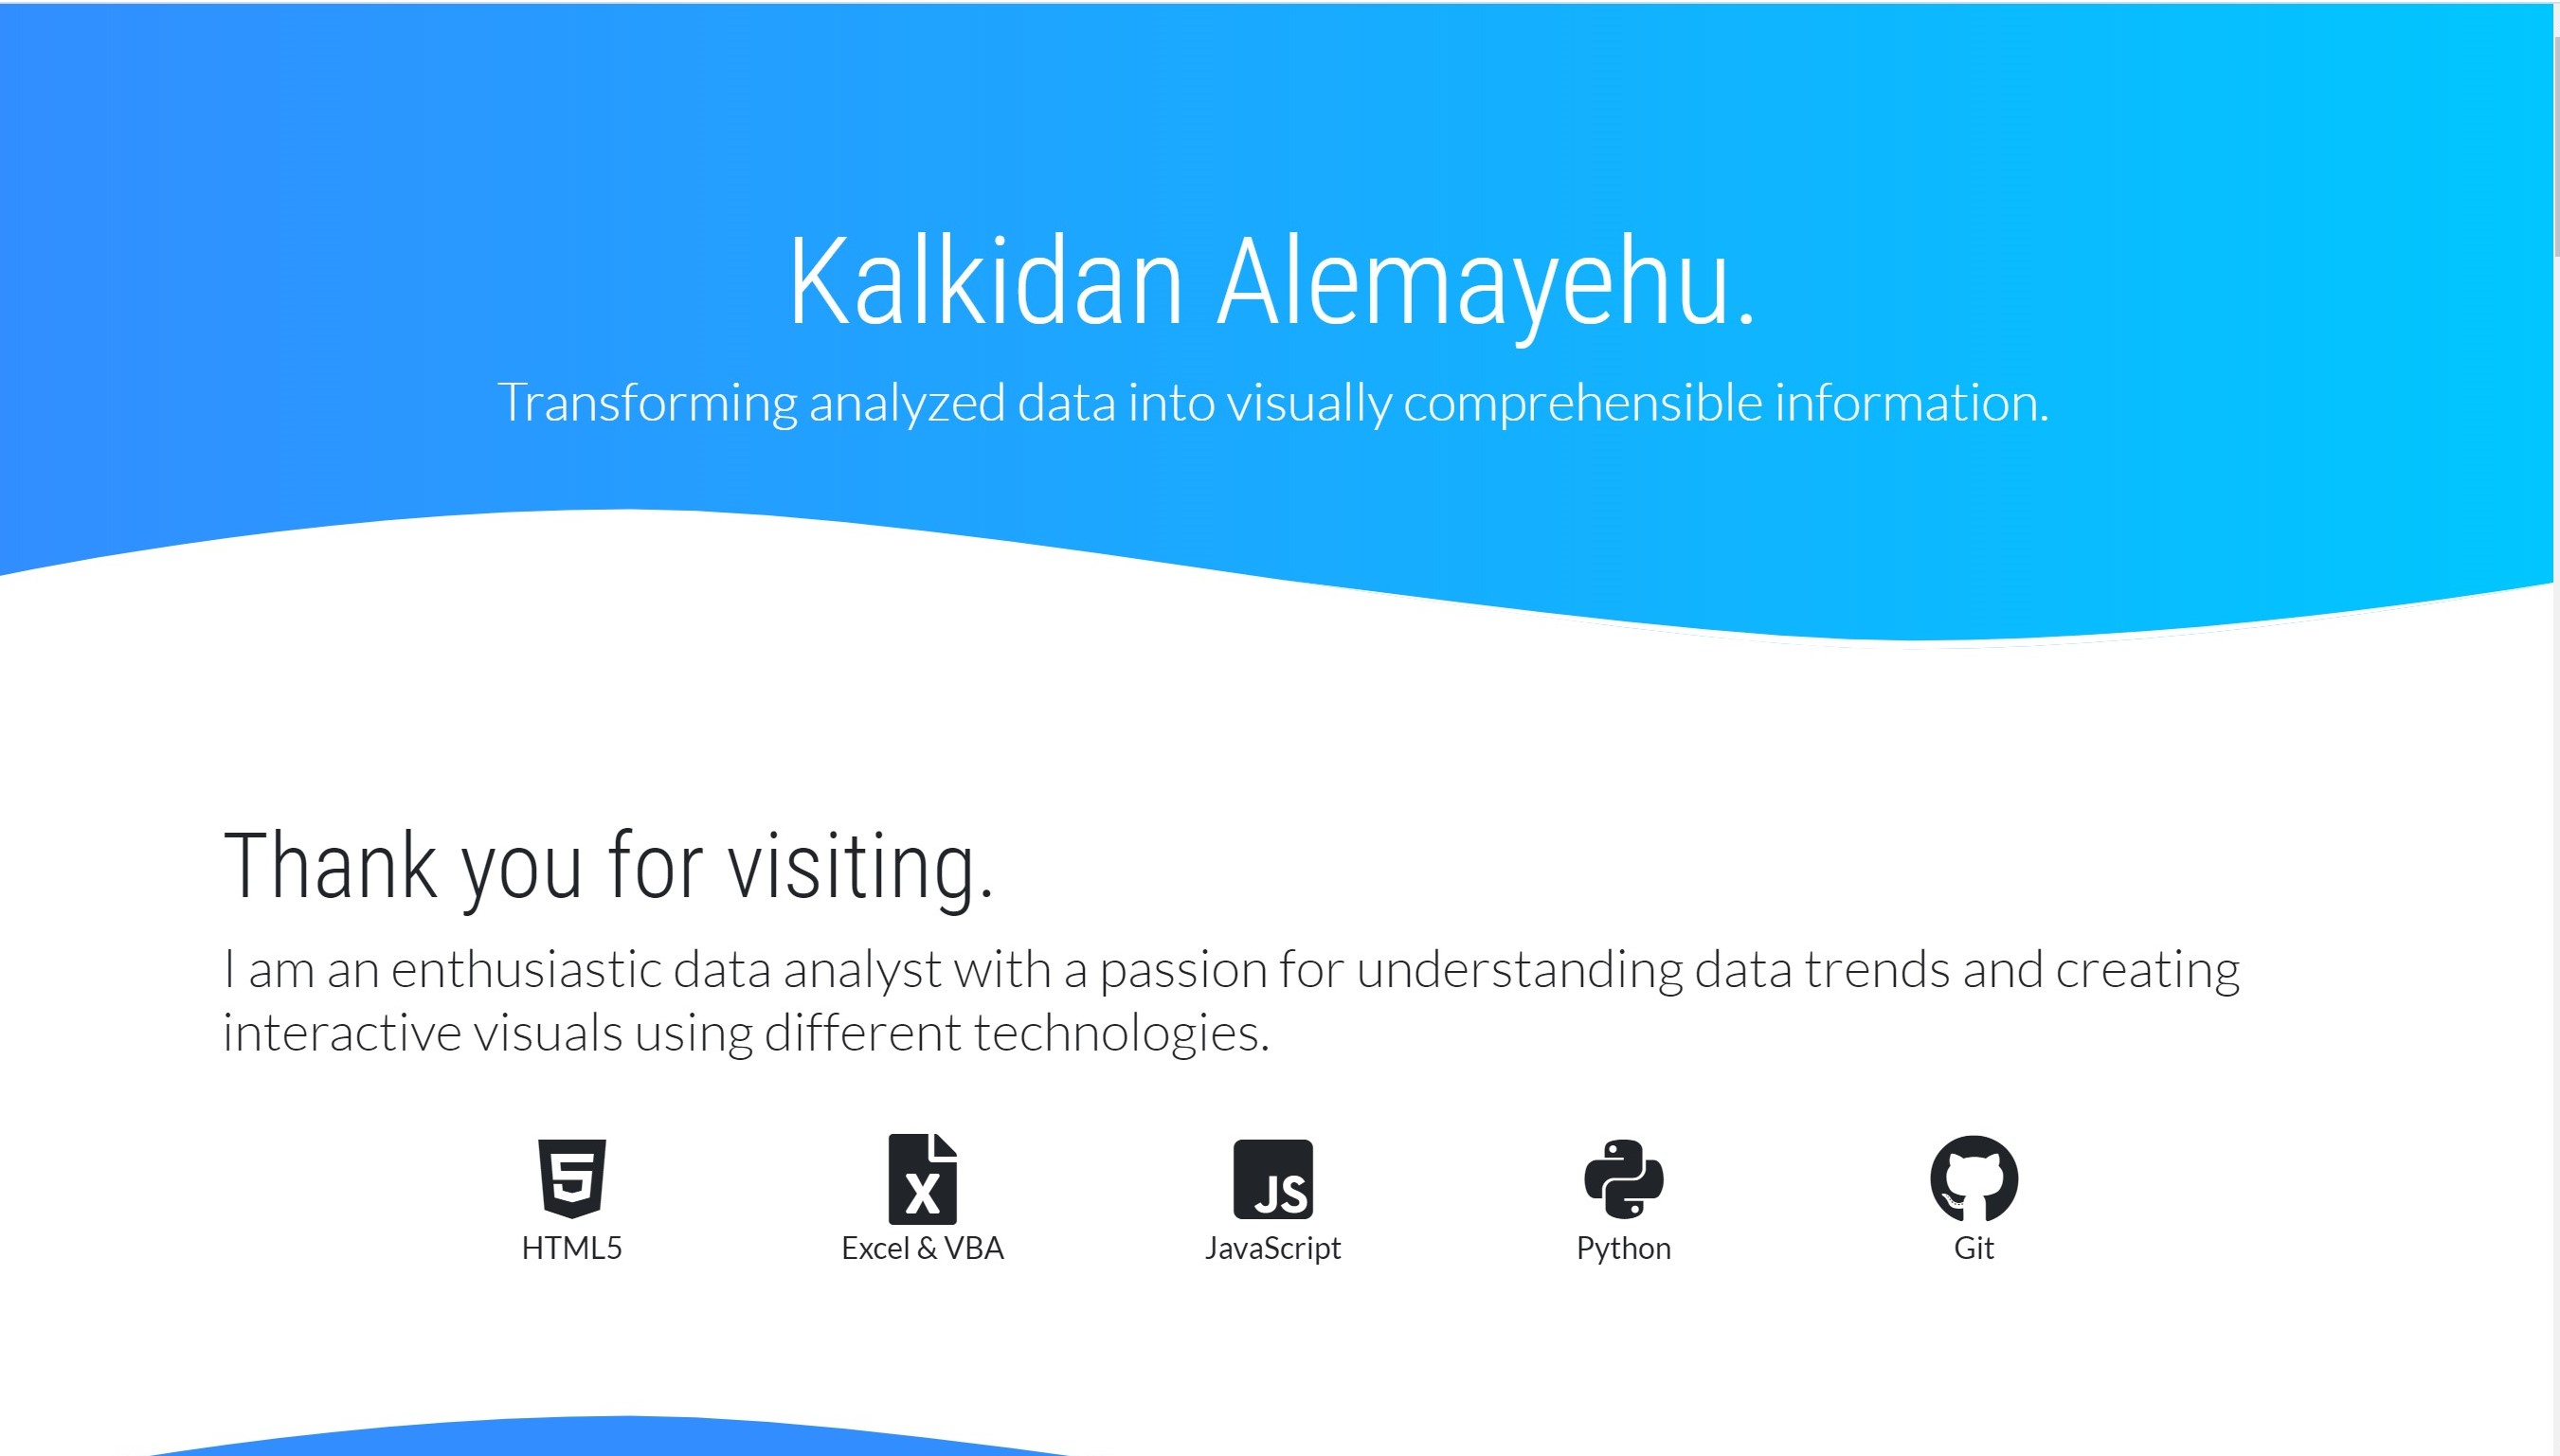 Kalkidan Alemayehu.
Transforming analyzed data into visually comprehensible information.
Thank you for visiting.
I am an enthusiastic data analyst with a passion for understanding data trends and creating
interactive visuals using different technologies.
5 X JS
HTML5 Excel & VBA JavaScript Python Git